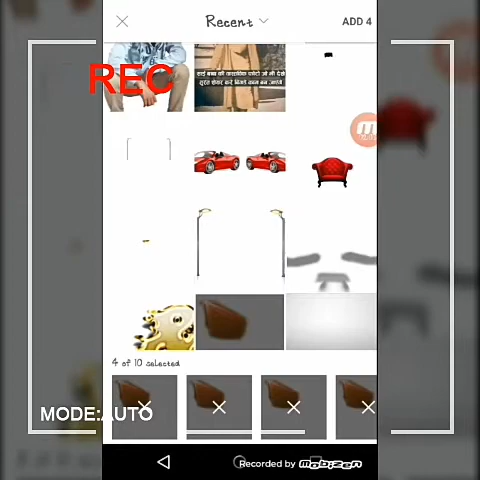 Recent
ADD 4
REC
4 of 10 selected
MODE:AUTO
Recorded by mobizen